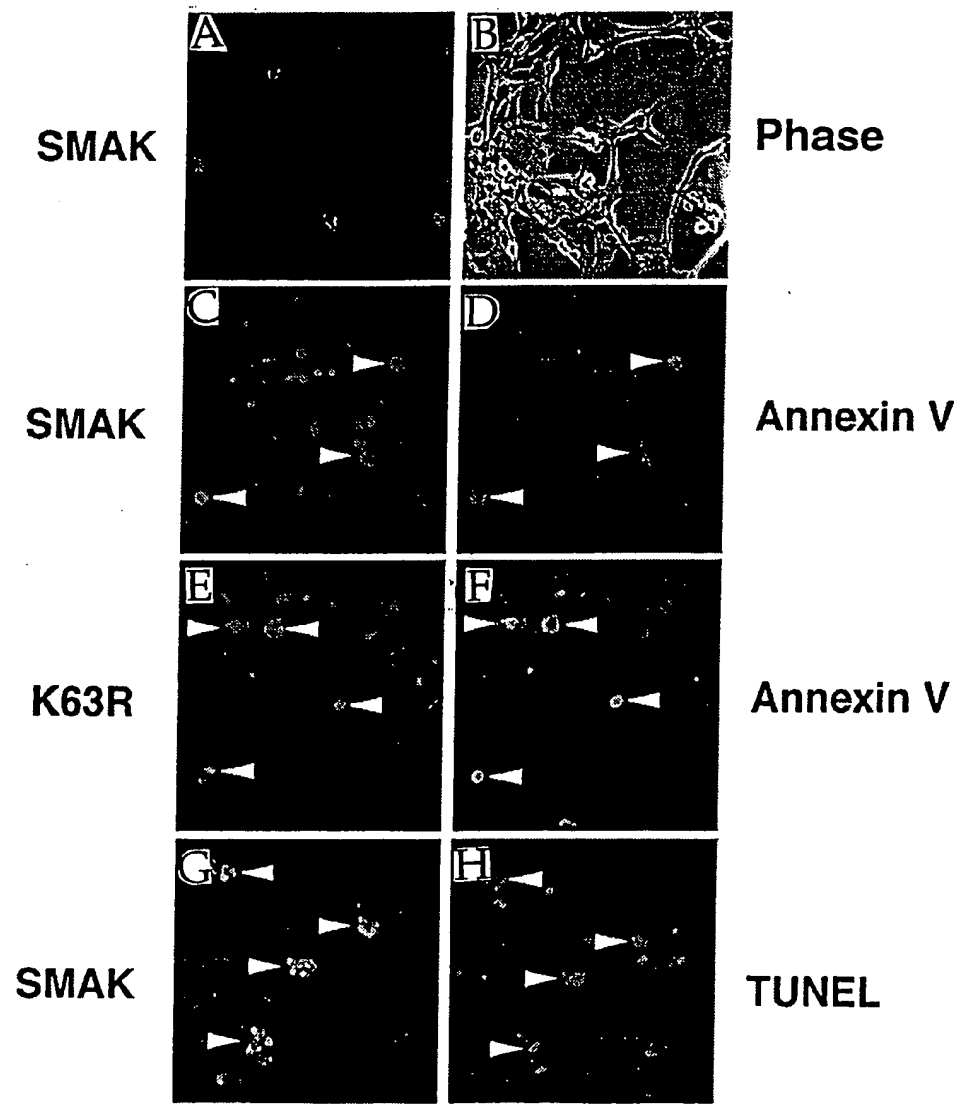 A
B
SMAK
Phase
C
D
SMAK
Annexin V
E
F
K63R
Annexin V
G
H
SMAK
TUNEL